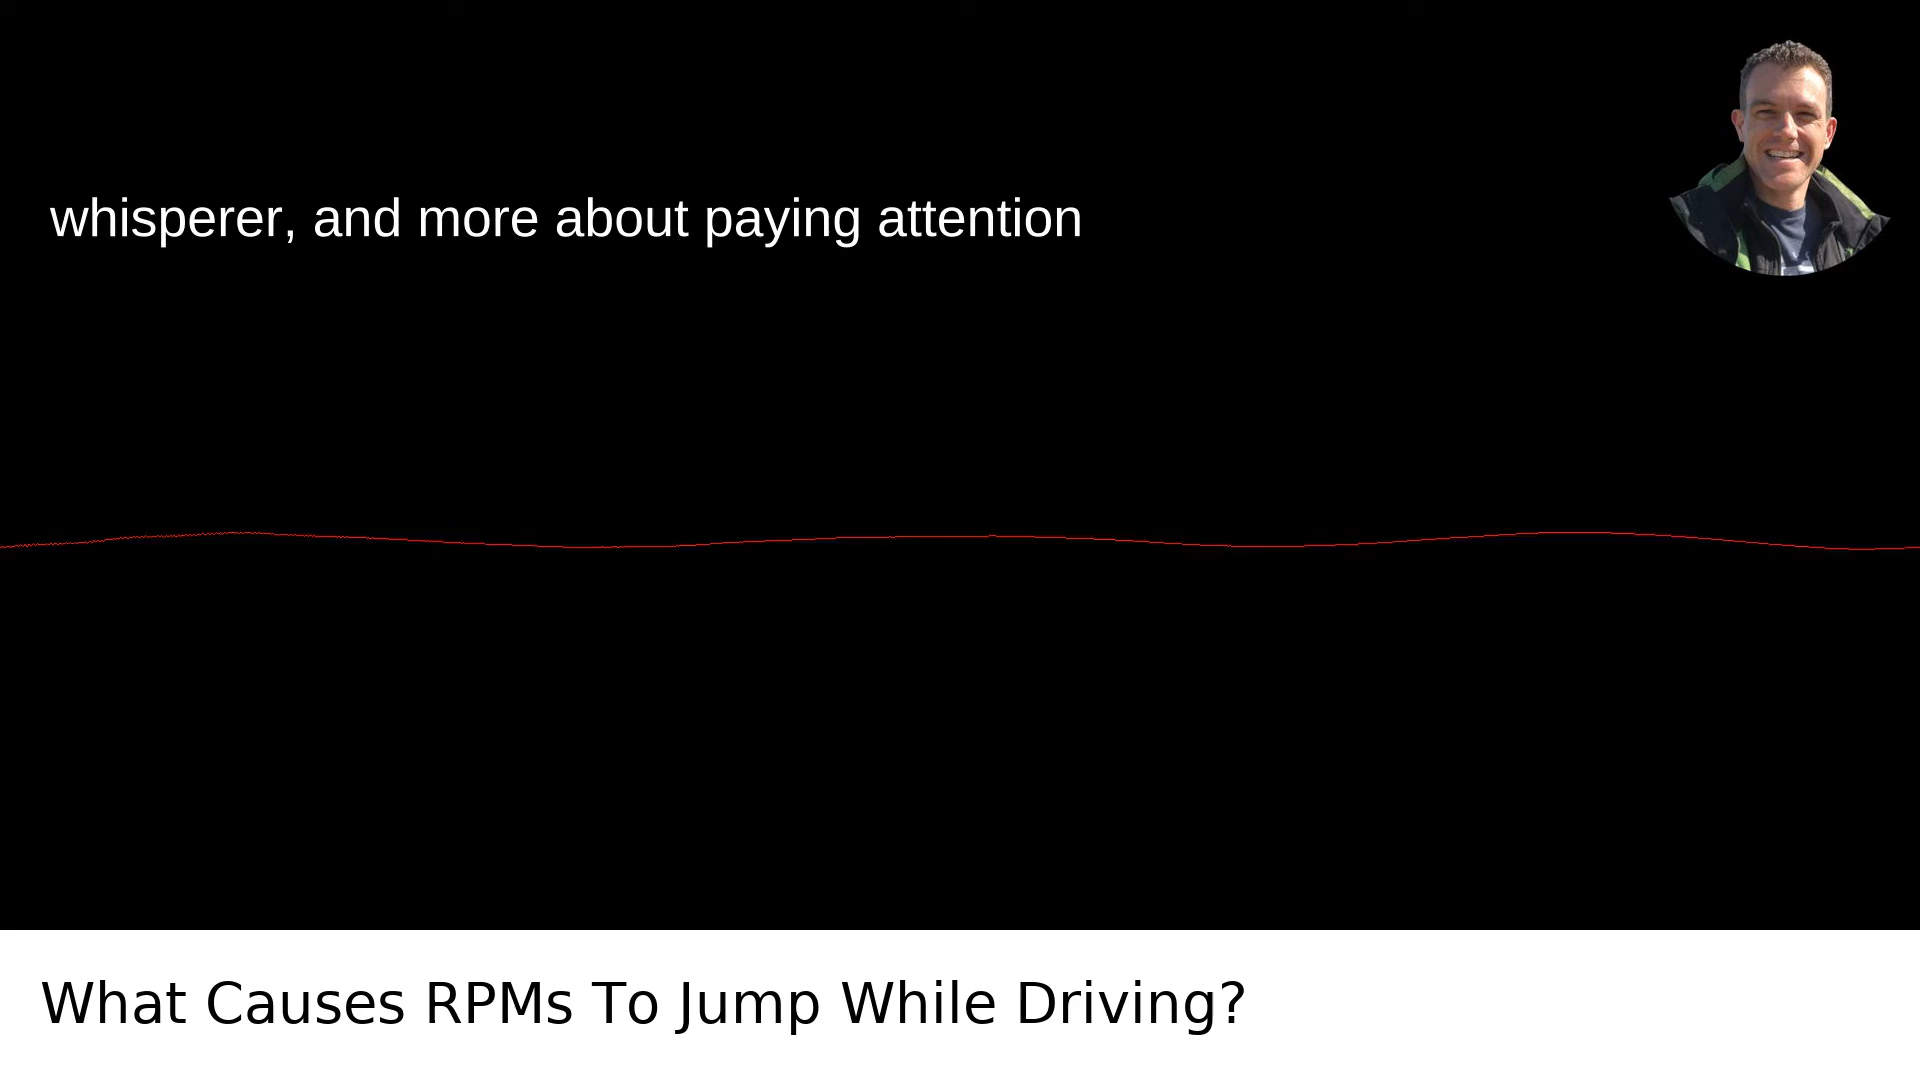 whisperer, and more about paying attention
What Causes RPMs To Jump While Driving?